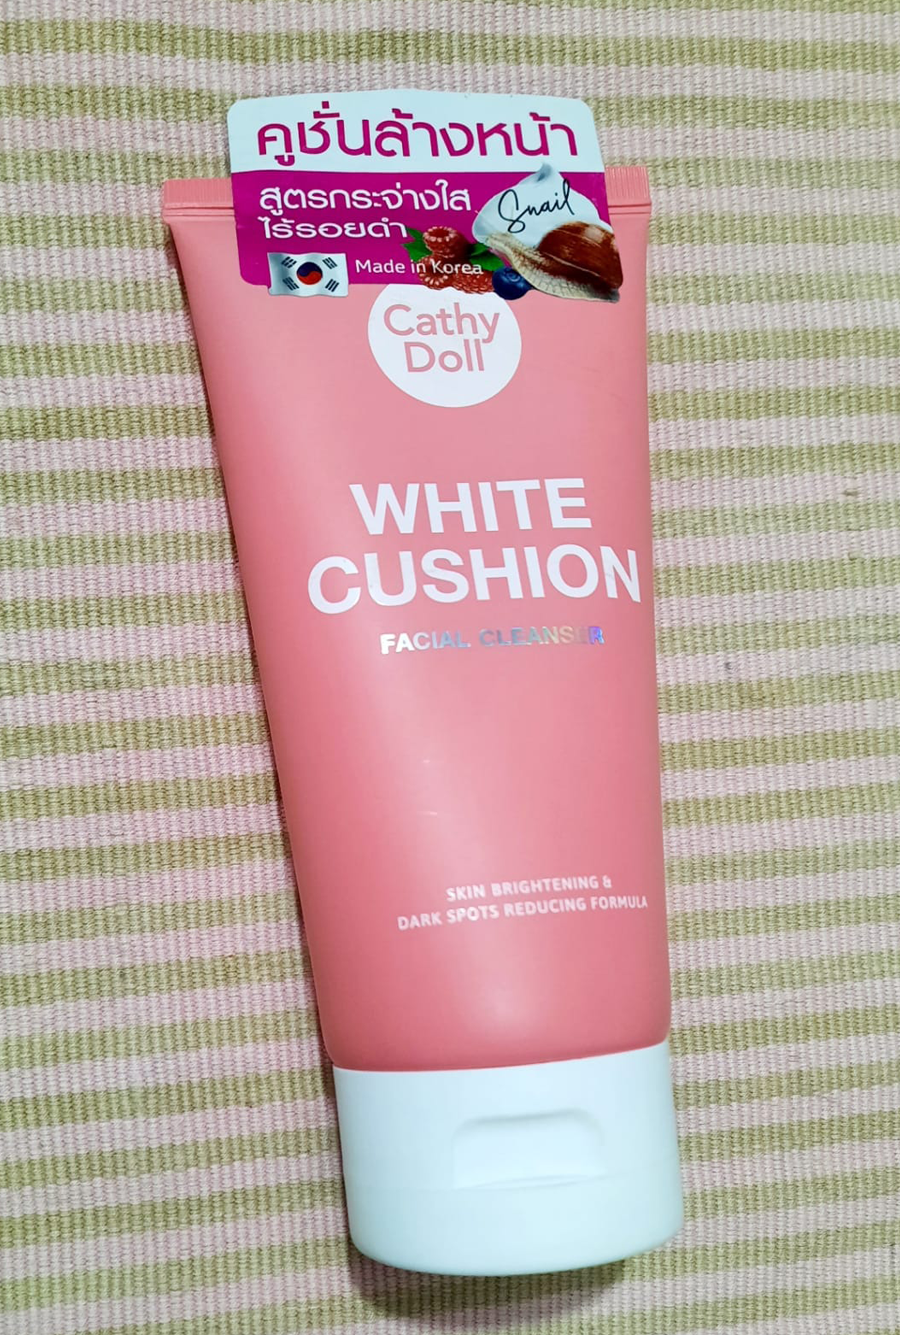 คูชั่นล้างหน้า
สูตรกระจ่างใส
ไร้รอยดำ
Snail
Made in Korea
Cathy
Doll
WHITE
CUSHION
FACIAL CLEANSER
SKIN BRIGHTENING &
DARK SPOTS REDUCING FORMULA